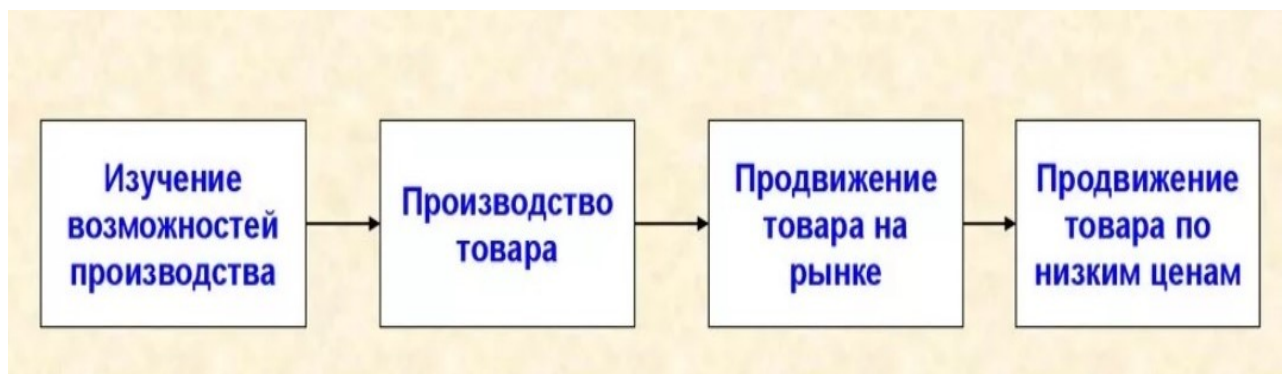 Изучение
возможностей
производства
Производство
товара
Продвижение
товара на
рынке
Продвижение
товара по
низким ценам